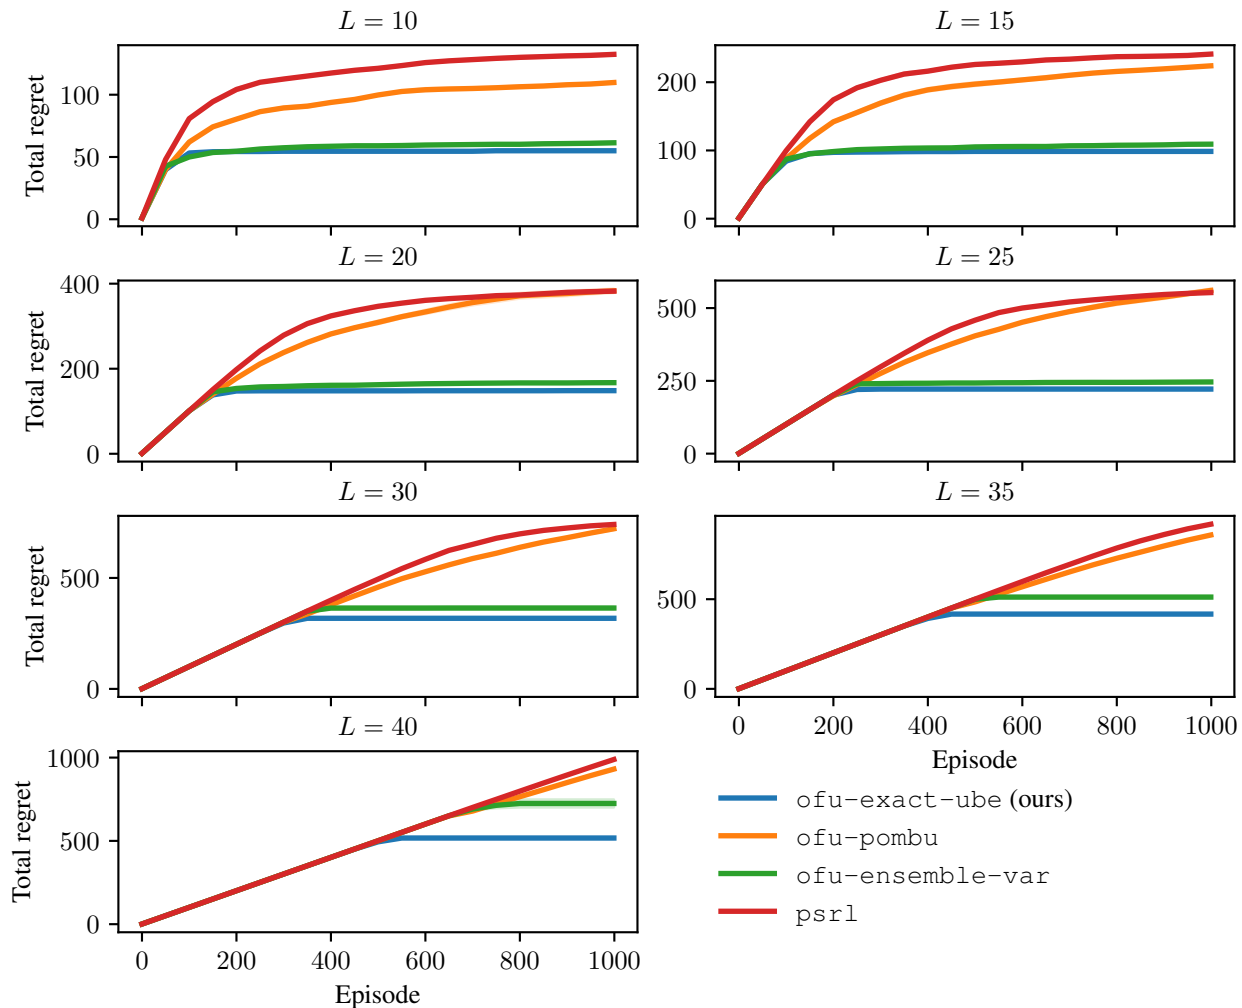 L = 10
L = 15
Total regret
100
50
0
200
100
0
L = 20
L = 25
Total regret
400
200
0
500
250
0
L = 30
L = 35
Total regret
500
0
500
0
0
200
400
600
800
1000
Episode
L = 40
Total regret
1000
500
0
0
200
400
600
800
1000
Episode
ofu-exact-ube (ours)
ofu-pombu
ofu-ensemble-var
psrl